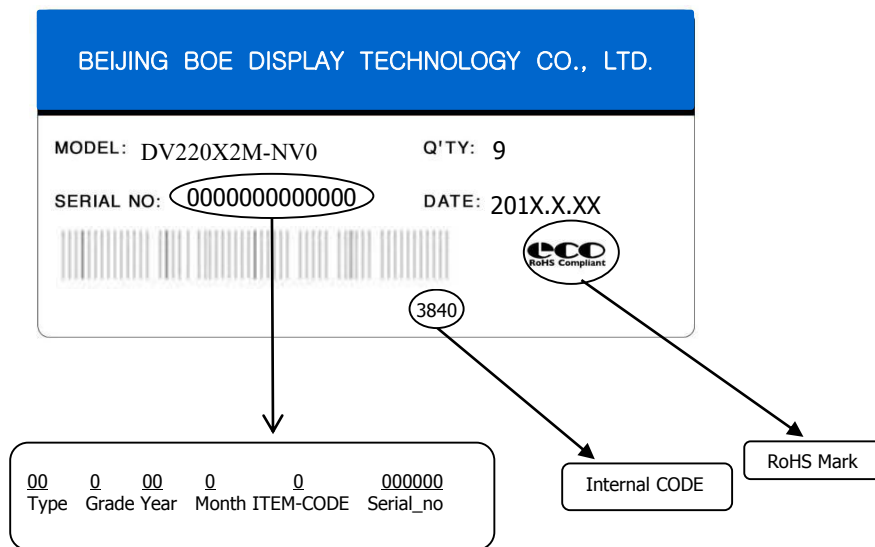 BEIJING BOE DISPLAY TECHNOLOGY CO., LTD.
MODEL: DV220X2M-NV0 Q'TY: 9
SERIAL NO: 0000000000000 DATE: 201X.X.XX
eco
RoHS Compliant
3840
00 0 00 0 0 000000
Type Grade Year Month ITEM-CODE Serial_no
Internal CODE
RoHS Mark